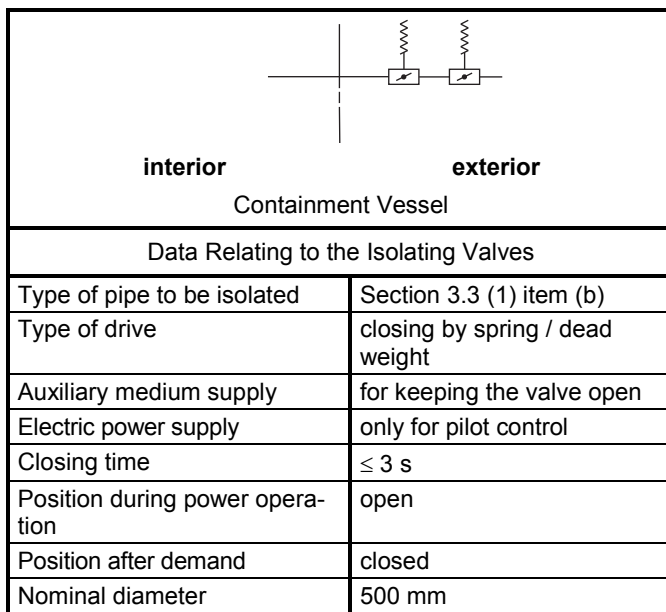 interior exterior
Containment Vessel
Data Relating to the Isolating Valves
Type of pipe to be isolated Section 3.3 (1) item (b)
Type of drive closing by spring / dead
weight
Auxiliary medium supply for keeping the valve open
Electric power supply only for pilot control
Closing time ≤ 3 s
Position during power opera- open
tion
Position after demand closed
Nominal diameter 500 mm